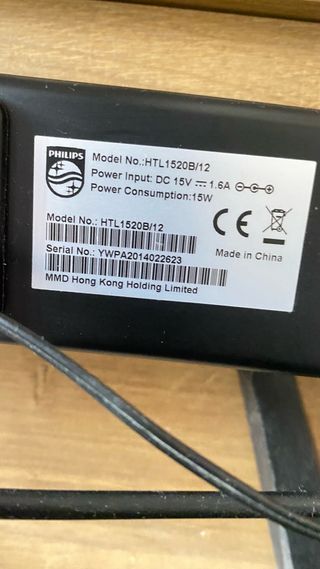 PHILIPS
Model No.:HTL1520B/12
Power Input: DC 15V ⎓ 1.6A
Power Consumption:15W
Model No.: HTL1520B/12
CE
Serial No.: YWPA2014022623
Made in China
MMD Hong Kong Holding Limited